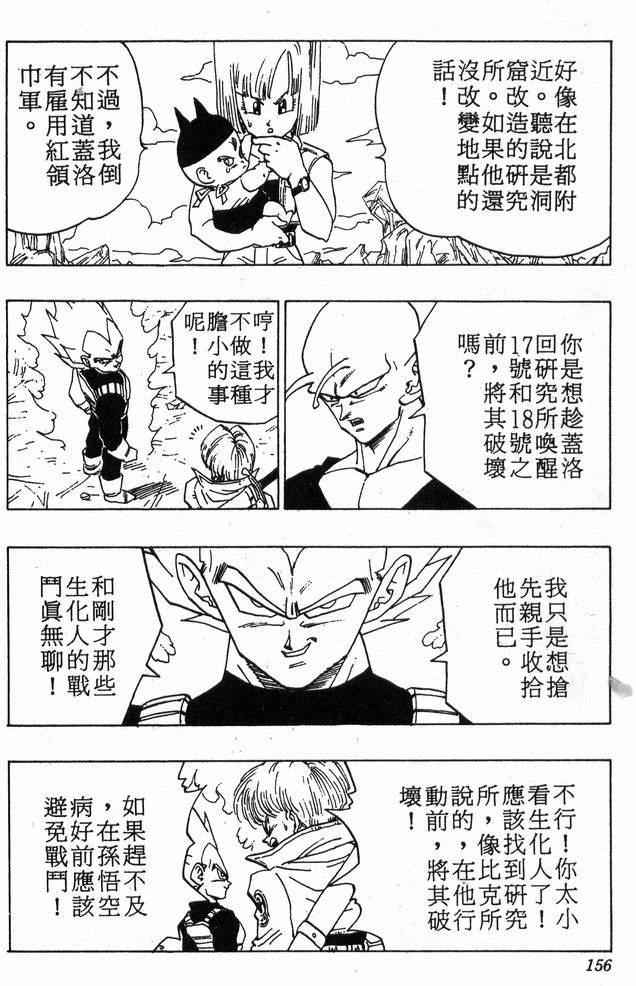 好像在北都附
近。聽說是洞
窟改造的研究
所。如果他還
沒改變地點的
話！
不過，我倒
不知道蓋洛
有雇用紅領
巾軍。
你是想趁蓋洛
回研究所喚醒
17號和18號之
前，將其破壞
嗎？
哼！我才
不做這種
膽小的事
呢！
我只是想搶
先親手收拾
他而已。
和剛才那些
生化人的戰
鬥眞無聊！
不行！你太小
看生化人了！
應該找到研究
所，像比克所
說的，在他行
動前，將其破
壞！
如果趕不及
，在孫悟空
病好前應該
避免戰鬥！
156